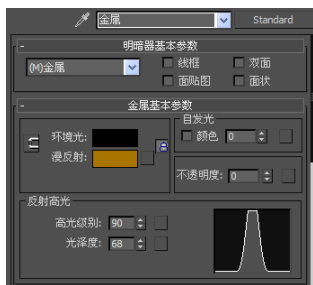 金属 Standard
- 明暗器基本参数
(M)金属 线框 双面
面贴图 面状
- 金属基本参数
自发光
环境光: 颜色 0
漫反射:
不透明度: 0
反射高光
高光级别: 90
光泽度: 68